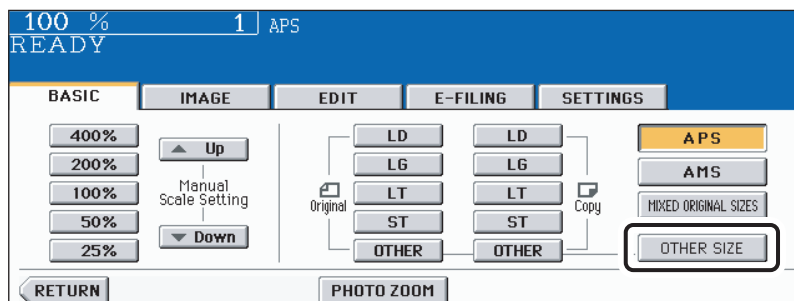 100 % 1 APS
READY
BASIC IMAGE EDIT E-FILING SETTINGS
400% Up LD LD APS
200% LG LG AMS
100% Manual Scale Setting Original LT LT Copy MIXED ORIGINAL SIZES
50% Down ST ST
25% OTHER OTHER OTHER SIZE
RETURN PHOTO ZOOM